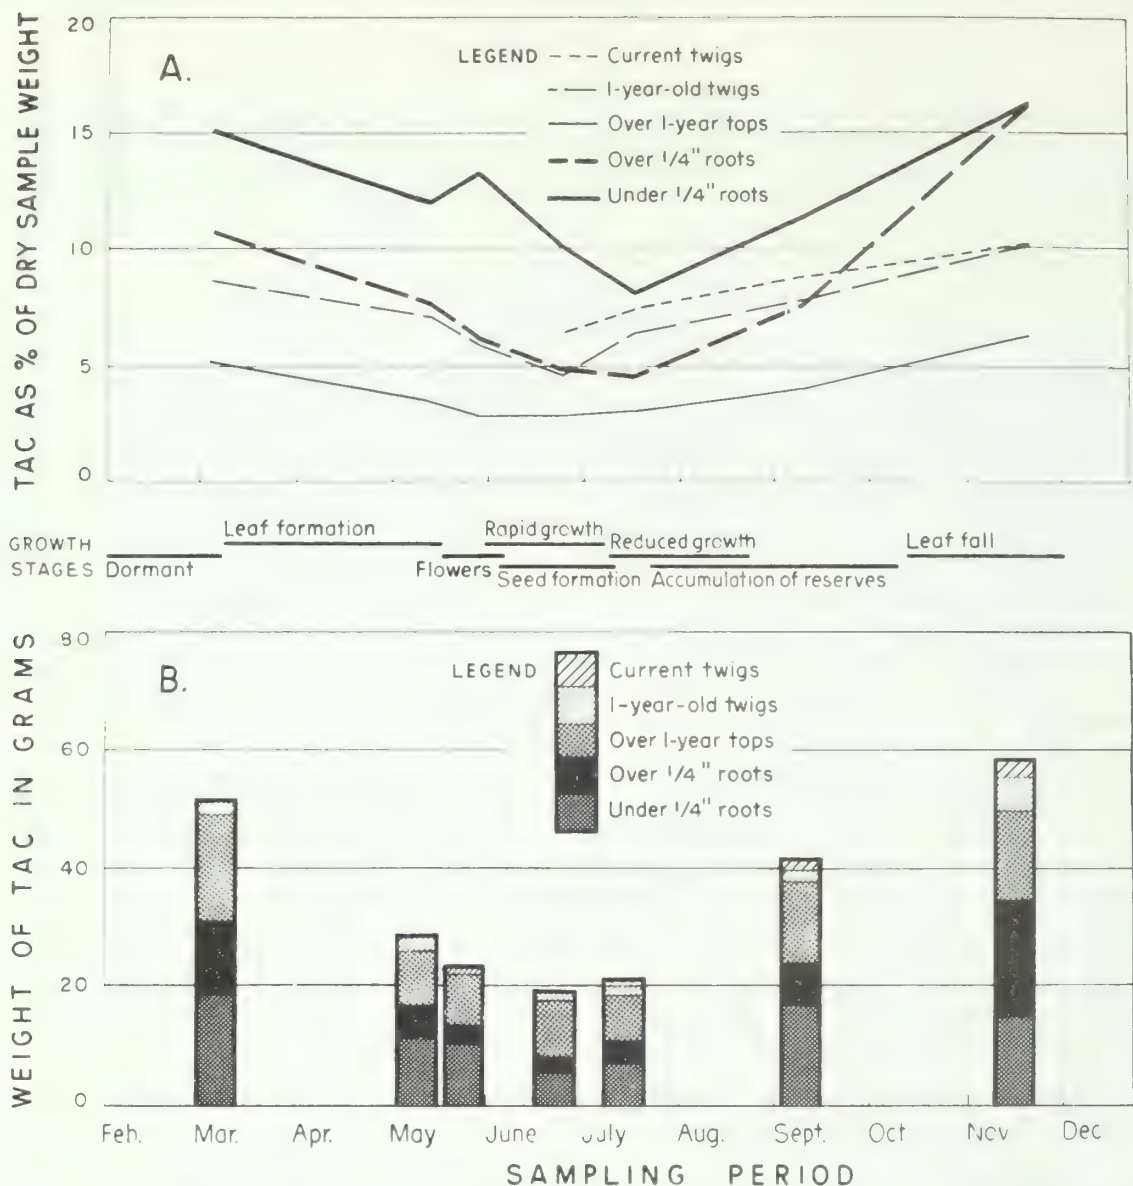 TAC AS % OF DRY SAMPLE WEIGHT
20
15
10
5
0
A.
LEGEND
Current twigs
1-year-old twigs
Over 1-year tops
Over 1/4" roots
Under 1/4" roots
GROWTH STAGES
Dormant
Leaf formation
Flowers
Rapid growth
Seed formation
Reduced growth
Accumulation of reserves
Leaf fall
WEIGHT OF TAC IN GRAMS
80
60
40
20
0
B.
LEGEND
Current twigs
1-year-old twigs
Over 1-year tops
Over 1/4" roots
Under 1/4" roots
Feb. Mar. Apr. May June July Aug. Sept. Oct Nov Dec
SAMPLING PERIOD